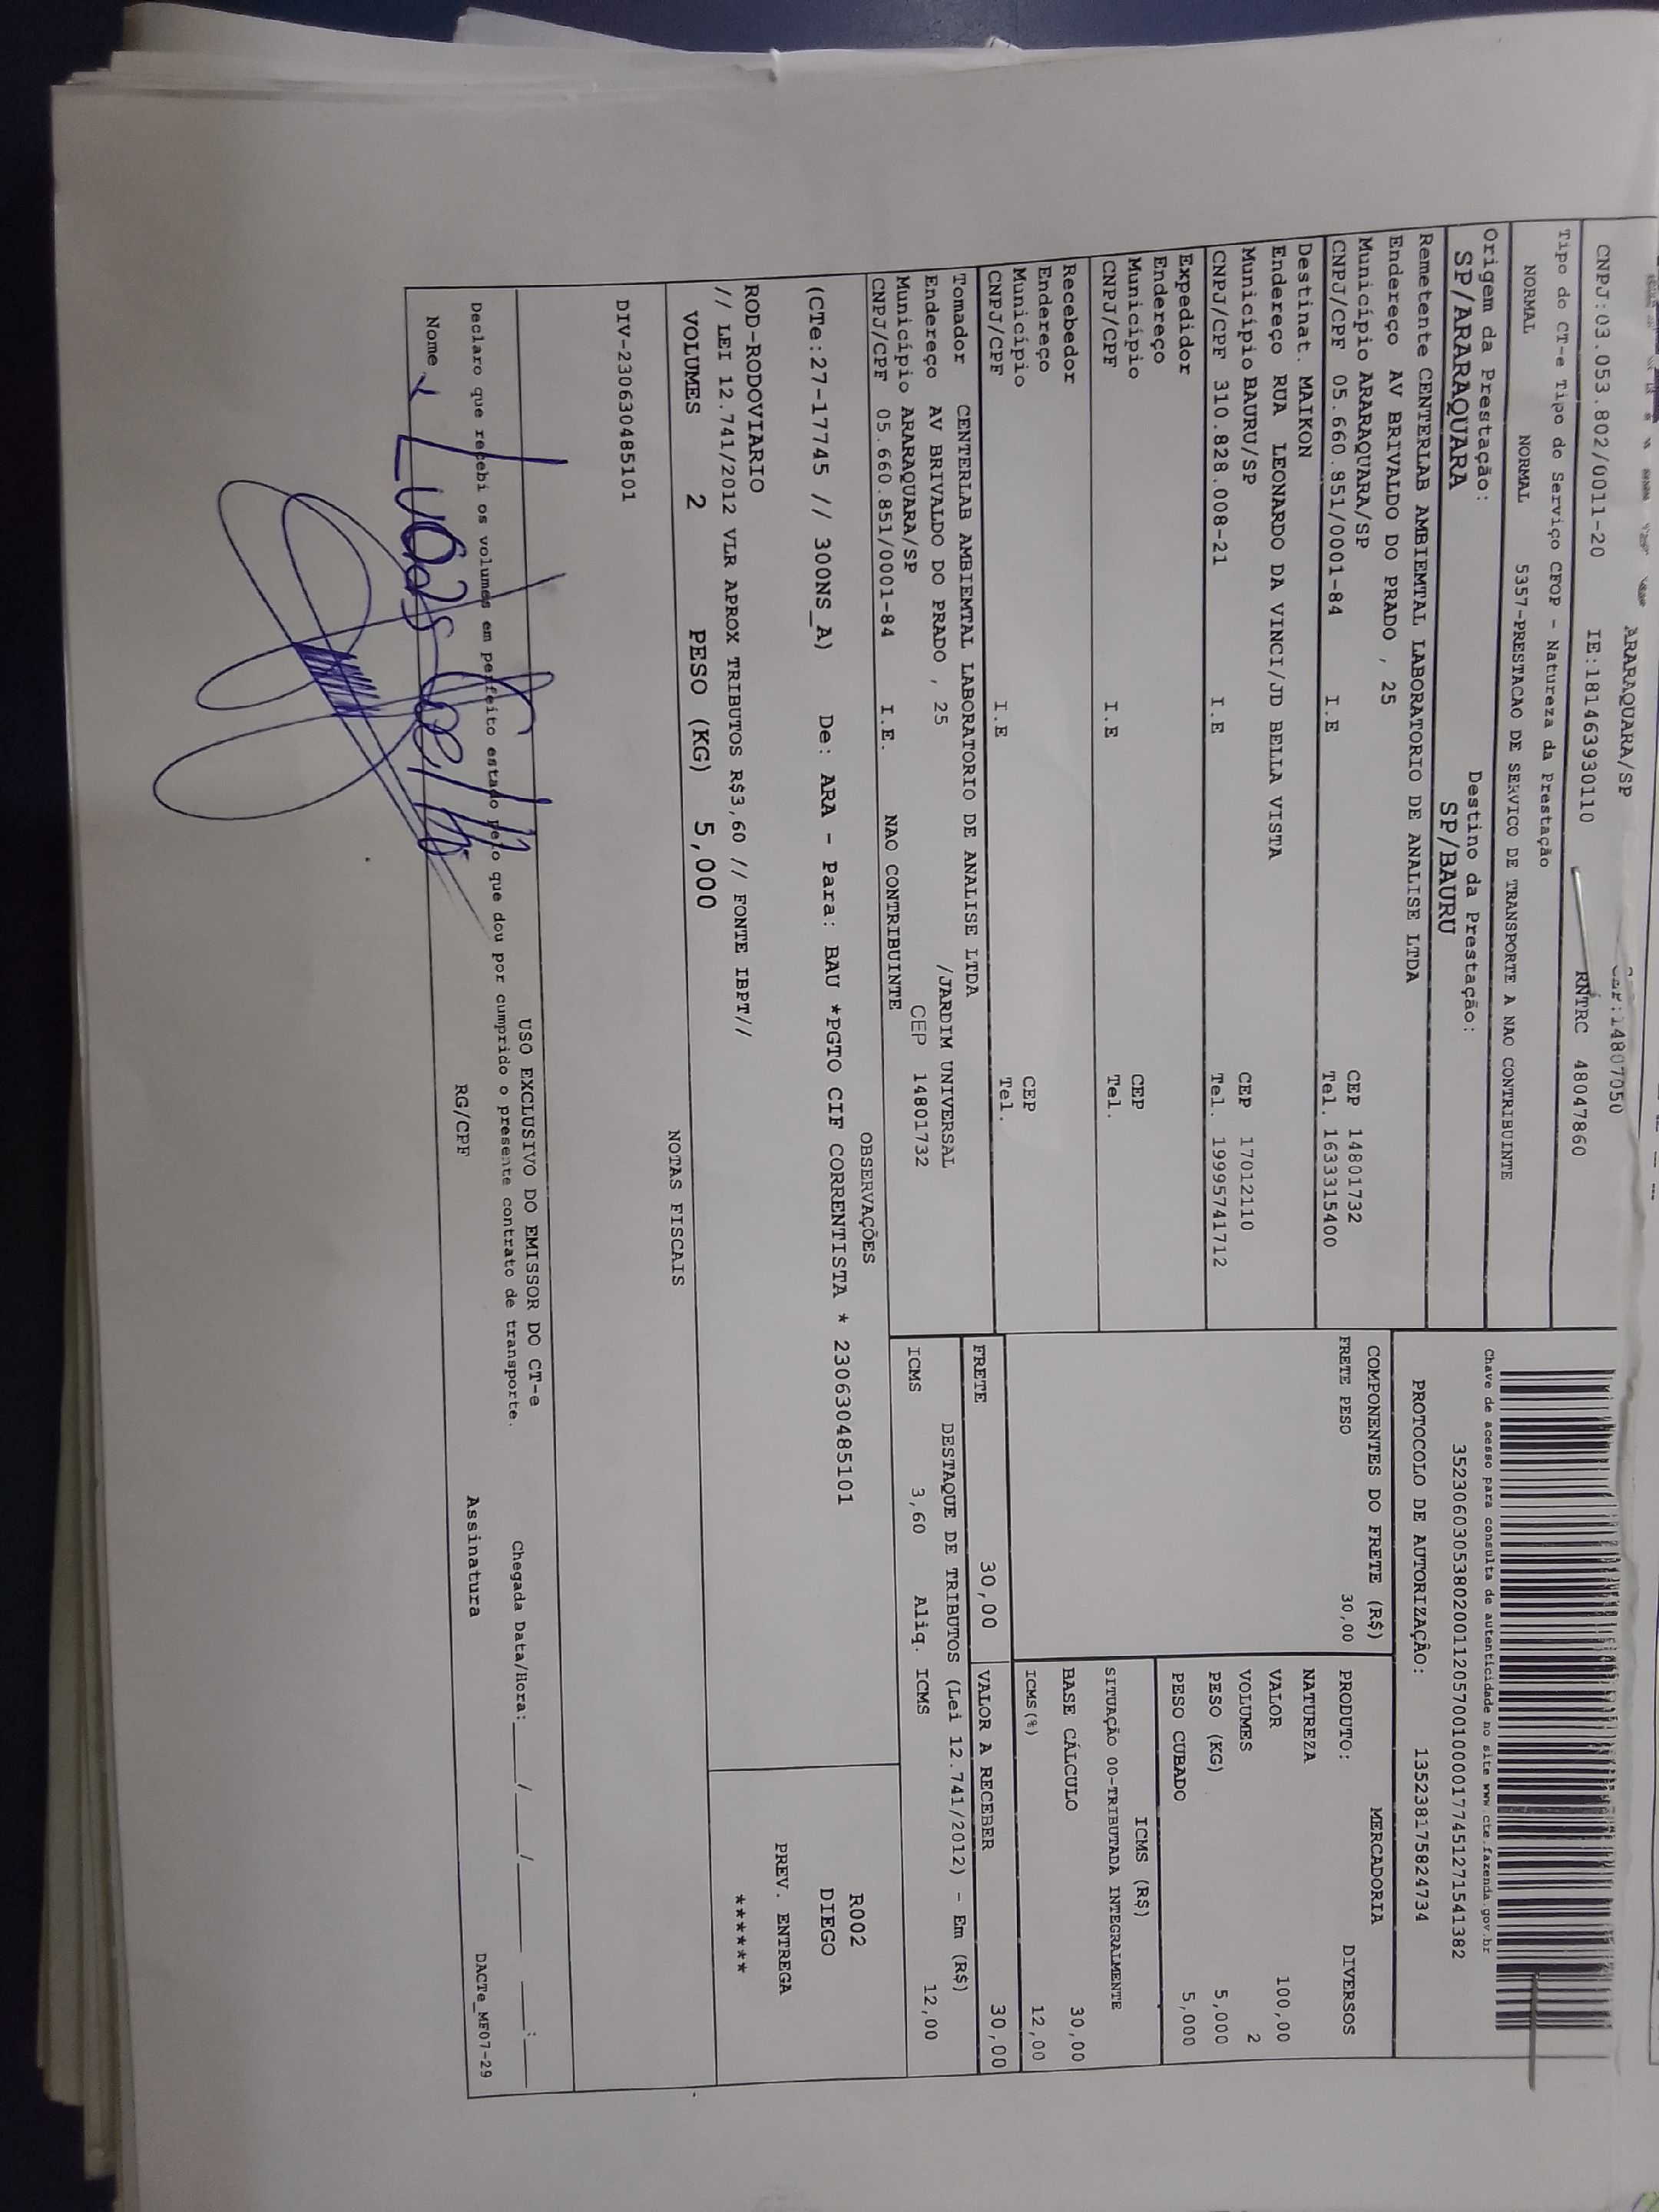 ARARAQUARA/SP
CEP:14807050
CNPJ:03.053.802/0011-20 IE:181463930110 RNTRC 48047860
Tipo do CT-e Tipo do Serviço CFOP - Natureza da Prestação
NORMAL NORMAL 5357-PRESTACAO DE SERVICO DE TRANSPORTE A NAO CONTRIBUINTE
Origem da Prestação: Destino da Prestação:
SP/ARARAQUARA SP/BAURU
Chave de acesso para consulta de autenticidade no site www.cte.fazenda.gov.br
35230603053802001120570010000177451271541382
PROTOCOLO DE AUTORIZAÇÃO: 135238175824734
Remetente CENTERLAB AMBIEMTAL LABORATORIO DE ANALISE LTDA
Endereço AV BRIVALDO DO PRADO , 25
Município ARARAQUARA/SP CEP 14801732
CNPJ/CPF 05.660.851/0001-84 I.E Tel. 1633315400
Destinat. MAIKON
Endereço RUA LEONARDO DA VINCI/JD BELLA VISTA
Município BAURU/SP CEP 17012110
CNPJ/CPF 310.828.008-21 I.E Tel. 19995741712
Expedidor
Endereço
Município CEP
CNPJ/CPF I.E Tel.
Recebedor
Endereço
Município CEP
CNPJ/CPF I.E Tel.
Tomador CENTERLAB AMBIEMTAL LABORATORIO DE ANALISE LTDA
Endereço AV BRIVALDO DO PRADO , 25 /JARDIM UNIVERSAL
Município ARARAQUARA/SP CEP 14801732
CNPJ/CPF 05.660.851/0001-84 I.E. NAO CONTRIBUINTE
COMPONENTES DO FRETE (R$)
FRETE PESO 30,00
MERCADORIA
PRODUTO: DIVERSOS
NATUREZA
VALOR 100,00
VOLUMES 2
PESO (KG) 5,000
PESO CUBADO 5,000
ICMS (R$)
SITUAÇÃO 00-TRIBUTADA INTEGRALMENTE
BASE CÁLCULO 30,00
ICMS(%) 12,00
FRETE 30,00 VALOR A RECEBER 30,00
DESTAQUE DE TRIBUTOS (Lei 12.741/2012) - Em (R$)
ICMS 3,60 Aliq. ICMS 12,00
OBSERVAÇÕES
(CTe:27-17745 // 300NS_A) De: ARA - Para: BAU *PGTO CIF CORRENTISTA * 230630485101
ROD-RODOVIARIO
// LEI 12.741/2012 VLR APROX TRIBUTOS R$3,60 // FONTE IBPT//
R002
DIEGO
PREV. ENTREGA
******
VOLUMES 2 PESO (KG) 5,000
NOTAS FISCAIS
DIV-230630485101
USO EXCLUSIVO DO EMISSOR DO CT-e
Chegada Data/Hora:____/____/______ ___:___
Declaro que recebi os volumes em perfeito estado pelo que dou por cumprido o presente contrato de transporte.
Nome RG/CPF Assinatura
Lucas
DACTe_MF07-29